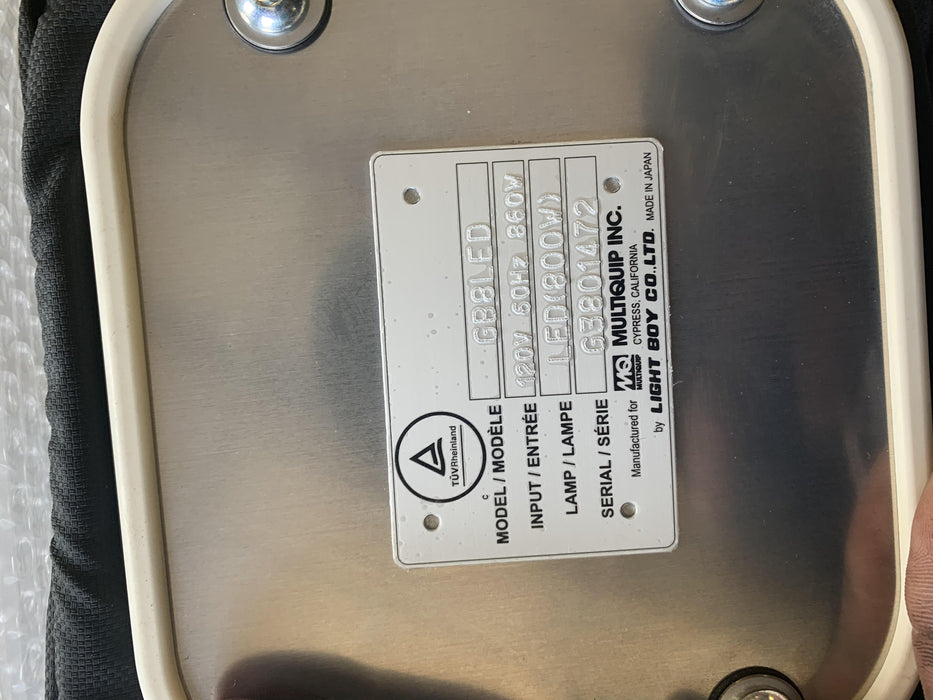 TÜVRheinland
C
MODEL / MODÈLE GB8LED
INPUT / ENTRÉE 120V 60Hz 860W
LAMP / LAMPE LED(800W)
SERIAL / SÉRIE G3801472
Manufactured for MQ MULTIQUIP MULTIQUIP INC.
CYPRESS, CALIFORNIA
by LIGHT BOY CO.,LTD. MADE IN JAPAN